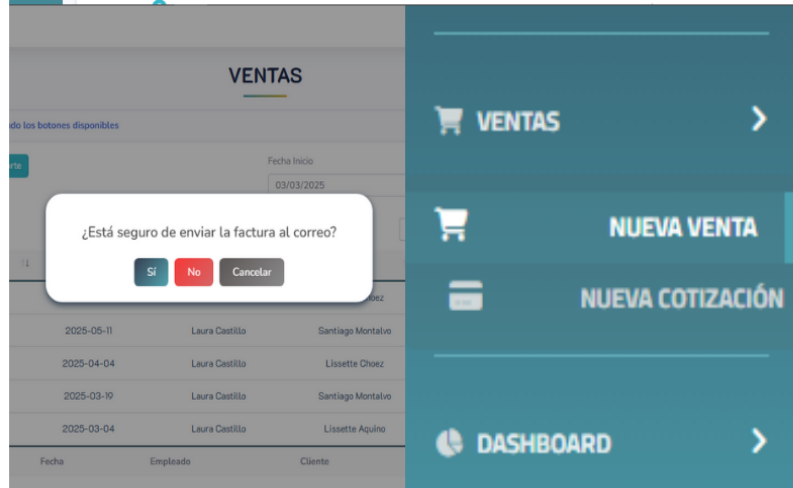 VENTAS
do los botones disponibles
rte
Fecha Inicio
03/03/2025
¿Está seguro de enviar la factura al correo?
Sí No Cancelar
hoez
2025-05-11 Laura Castillo Santiago Montalvo
2025-04-04 Laura Castillo Lissette Choez
2025-03-19 Laura Castillo Santiago Montalvo
2025-03-04 Laura Castillo Lissette Aquino
Fecha Empleado Cliente
VENTAS
NUEVA VENTA
NUEVA COTIZACIÓN
DASHBOARD